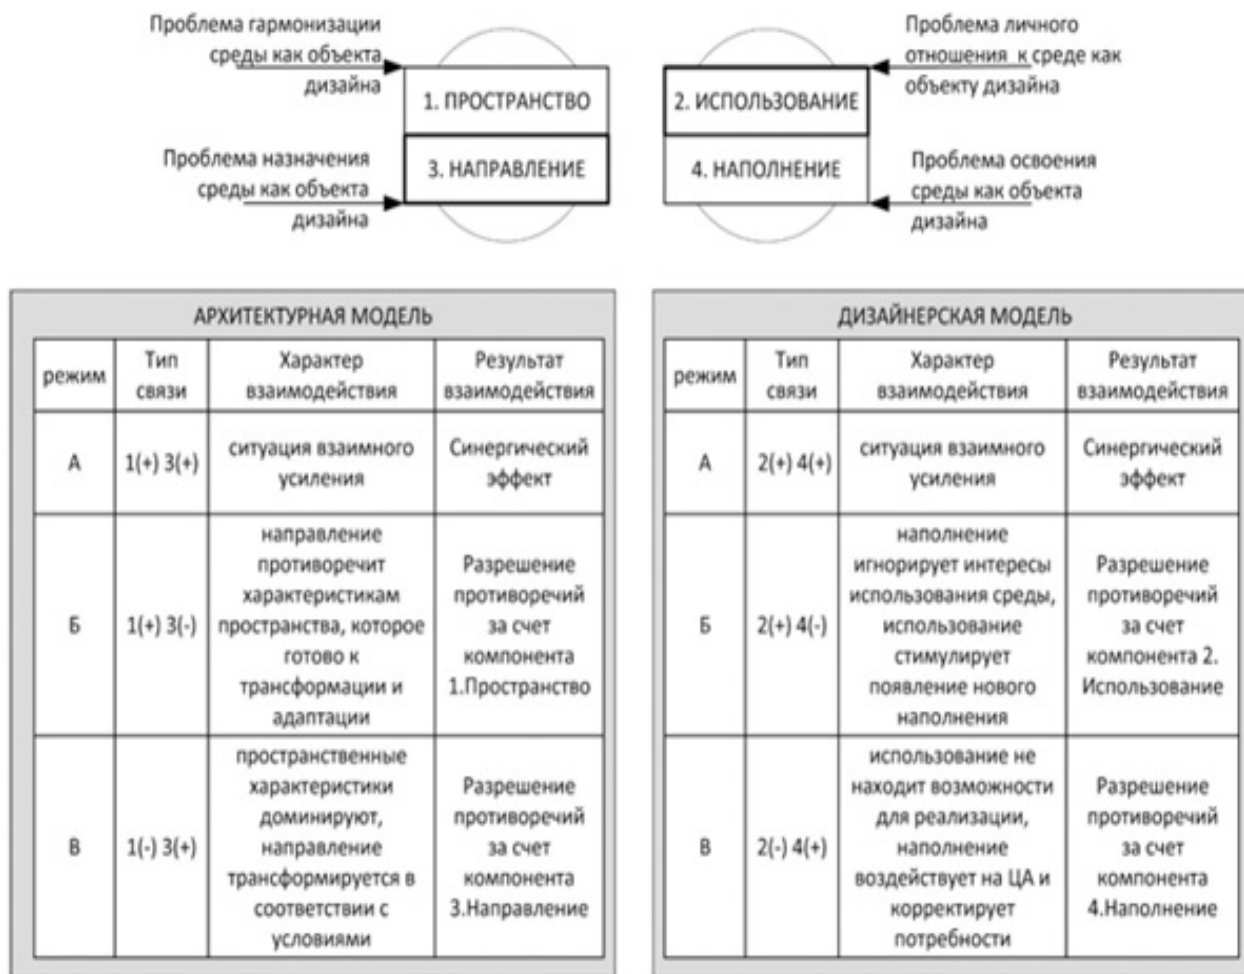 Проблема гармонизации
среды как объекта
дизайна
1. ПРОСТРАНСТВО
Проблема назначения
среды как объекта
дизайна
3. НАПРАВЛЕНИЕ
2. ИСПОЛЬЗОВАНИЕ
Проблема личного
отношения к среде как
объекту дизайна
4. НАПОЛНЕНИЕ
Проблема освоения
среды как объекта
дизайна
АРХИТЕКТУРНАЯ МОДЕЛЬ
режим
Тип
связи
Характер
взаимодействия
Результат
взаимодействия
А
1(+) 3(+)
ситуация взаимного
усиления
Синергический
эффект
Б
1(+) 3(-)
направление
противоречит
характеристикам
пространства, которое
готово к
трансформации и
адаптации
Разрешение
противоречий
за счет
компонента
1.Пространство
В
1(-) 3(+)
пространственные
характеристики
доминируют,
направление
трансформируется в
соответствии с
условиями
Разрешение
противоречий
за счет
компонента
3.Направление
ДИЗАЙНЕРСКАЯ МОДЕЛЬ
режим
Тип
связи
Характер
взаимодействия
Результат
взаимодействия
А
2(+) 4(+)
ситуация взаимного
усиления
Синергический
эффект
Б
2(+) 4(-)
наполнение
игнорирует интересы
использования среды,
использование
стимулирует
появление нового
наполнения
Разрешение
противоречий
за счет
компонента 2.
Использование
В
2(-) 4(+)
использование не
находит возможности
для реализации,
наполнение
воздействует на ЦА и
корректирует
потребности
Разрешение
противоречий
за счет
компонента
4.Наполнение